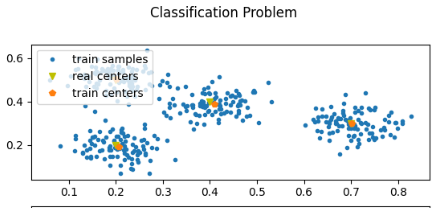 Classification Problem
0.6
0.4
0.2
train samples
real centers
train centers
0.1 0.2 0.3 0.4 0.5 0.6 0.7 0.8